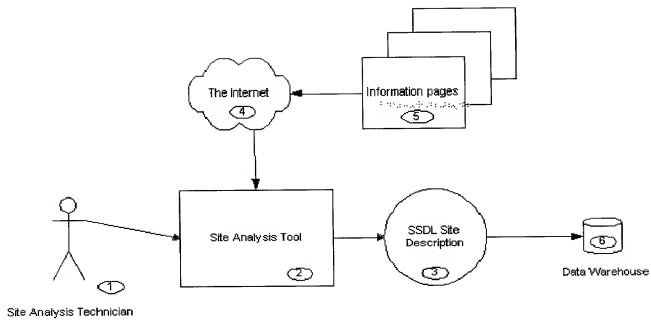 The Internet
4
Information pages
5
Site Analysis Tool
2
SSDL Site
Description
3
6
Data Warehouse
1
Site Analysis Technician